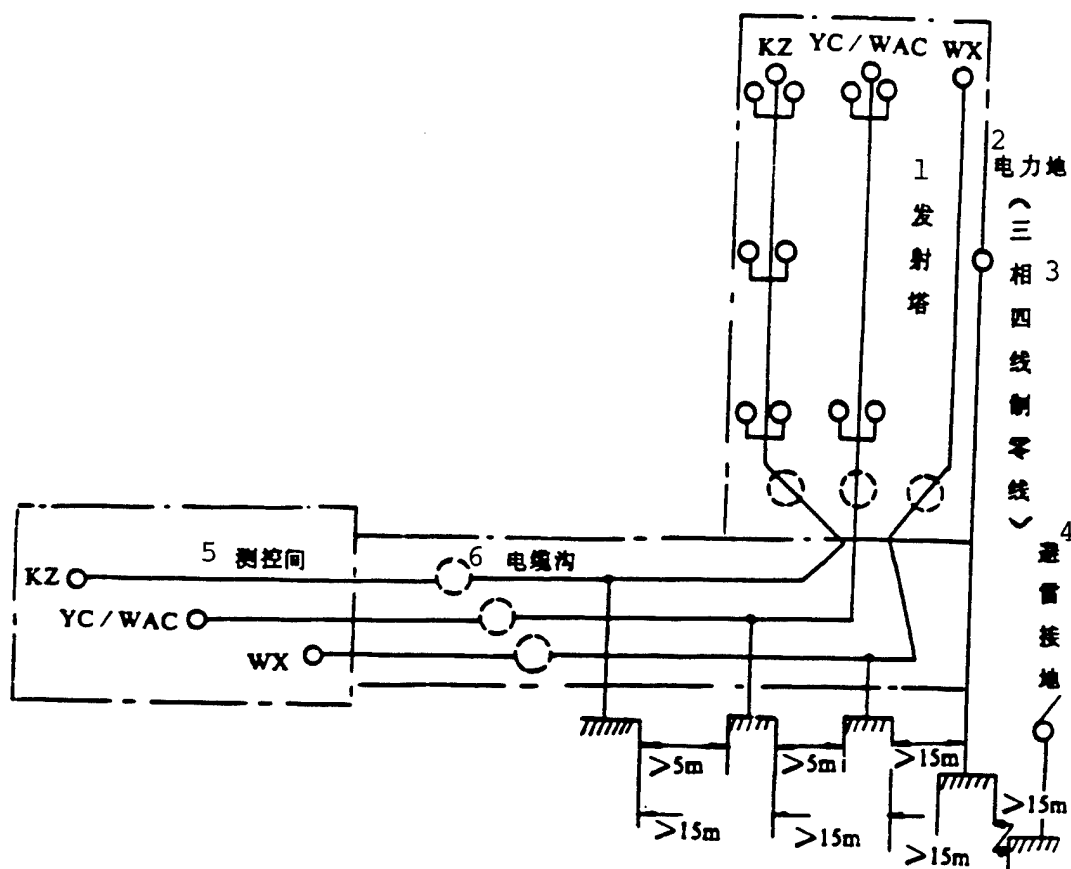 KZ YC/WAC WX
2
电力地
(三相四线制零线)
3
1
发射塔
4
避雷接地
5 测控间
6 电缆沟
KZ
YC/WAC
WX
>5m
>5m
>15m
>15m
>15m
>15m
>15m